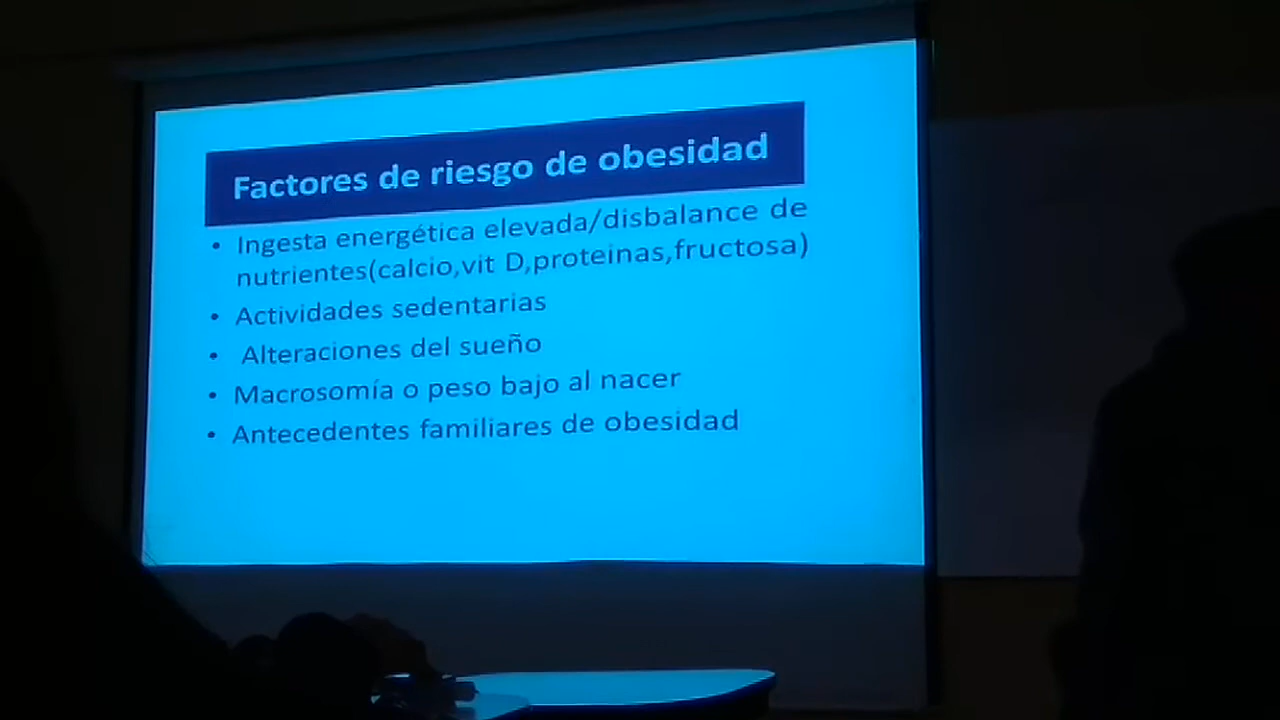 Factores de riesgo de obesidad
• Ingesta energética elevada/disbalance de
nutrientes(calcio,vit D,proteinas,fructosa)
• Actividades sedentarias
• Alteraciones del sueño
• Macrosomía o peso bajo al nacer
• Antecedentes familiares de obesidad